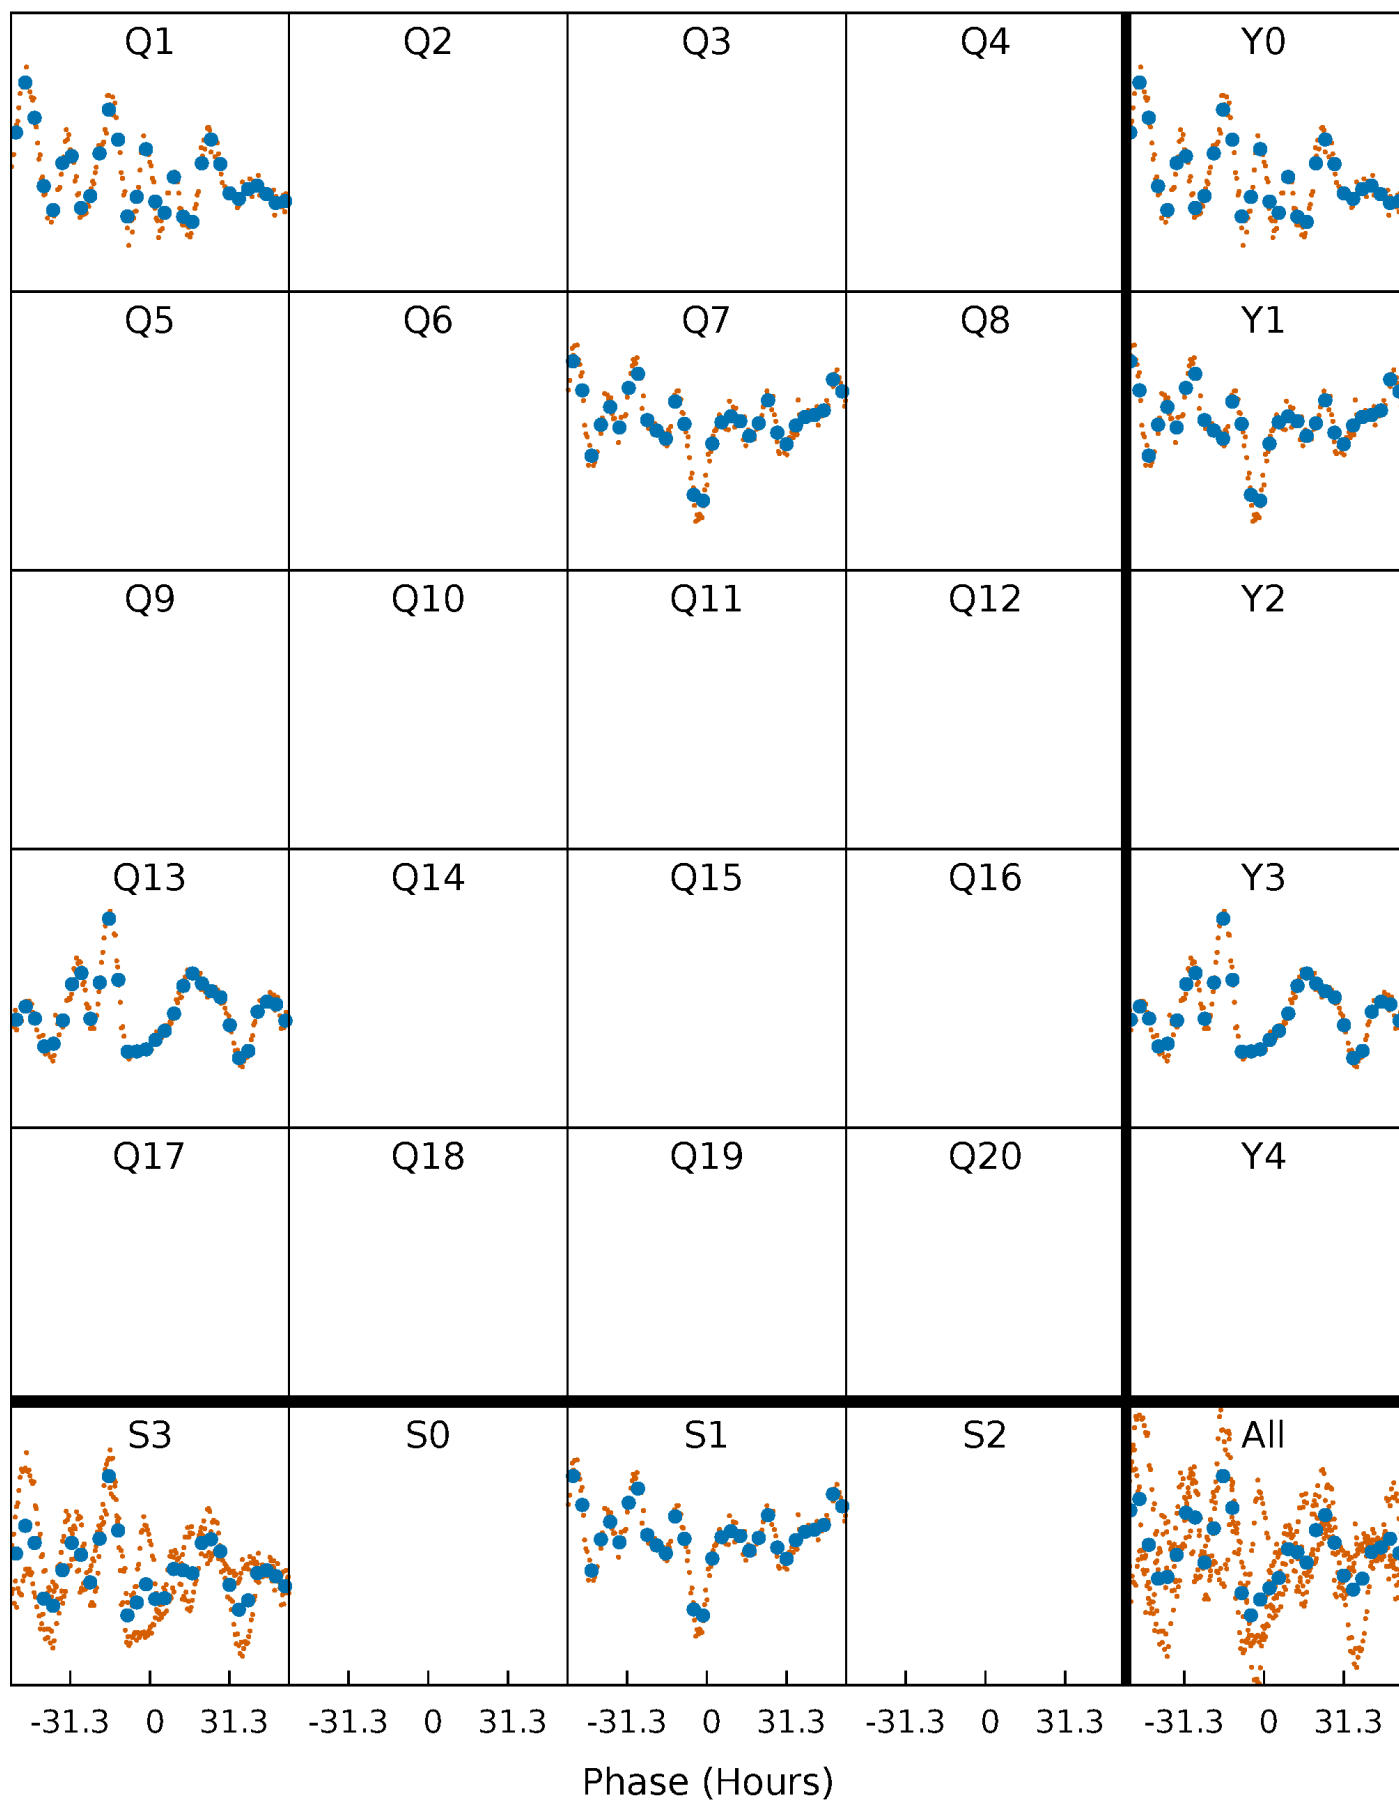 Q1 Q2 Q3 Q4 Y0
Q5 Q6 Q7 Q8 Y1
Q9 Q10 Q11 Q12 Y2
Q13 Q14 Q15 Q16 Y3
Q17 Q18 Q19 Q20 Y4
S3 S0 S1 S2 All
-31.3 0 31.3 -31.3 0 31.3 -31.3 0 31.3 -31.3 0 31.3 -31.3 0 31.3
Phase (Hours)